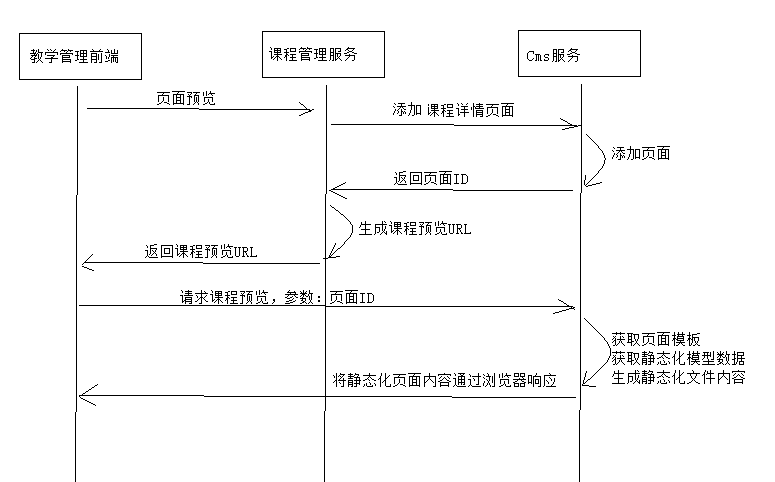 教学管理前端
课程管理服务
Cms服务
页面预览
添加 课程详情页面
添加页面
返回页面ID
生成课程预览URL
返回课程预览URL
请求课程预览，参数：页面ID
获取页面模板
获取静态化模型数据
生成静态化文件内容
将静态化页面内容通过浏览器响应